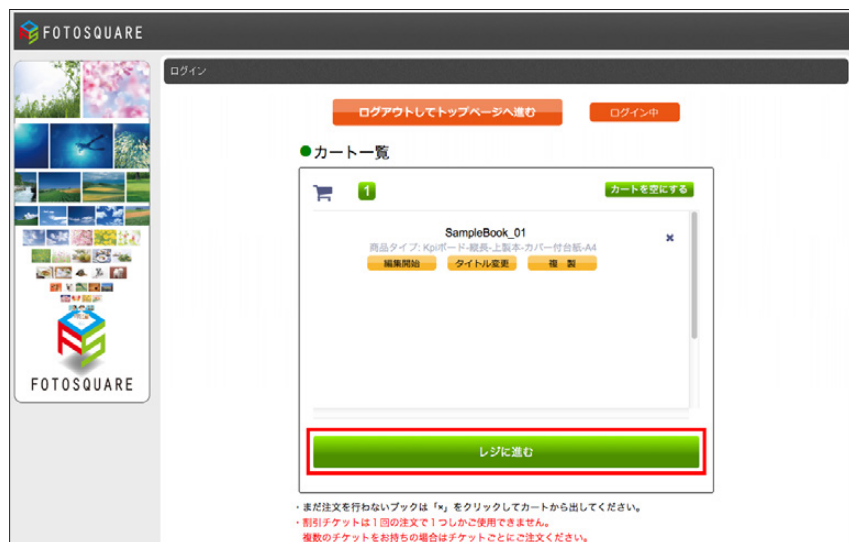 FOTOSQUARE
ログイン
ログアウトしてトップページへ進む
ログイン中
●カート一覧
1
カートを空にする
SampleBook_01
×
商品タイプ: Kpiボード-縦長-上製本-カバー付台紙-A4
編集開始
タイトル変更
複 製
FOTOSQUARE
レジに進む
・まだ注文を行わないブックは「×」をクリックしてカートから出してください。
・割引チケットは1回の注文で1つしかご使用できません。
複数のチケットをお持ちの場合はチケットごとにご注文ください。